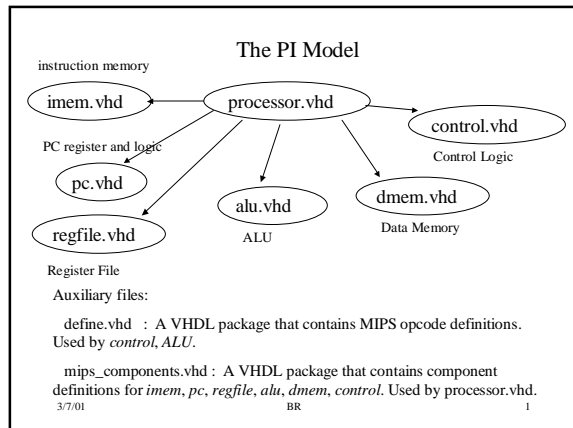 The PI Model
instruction memory
imem.vhd
processor.vhd
control.vhd
Control Logic
PC register and logic
pc.vhd
alu.vhd
ALU
dmem.vhd
Data Memory
regfile.vhd
Register File
Auxiliary files:
define.vhd : A VHDL package that contains MIPS opcode definitions.
Used by control, ALU.
mips_components.vhd : A VHDL package that contains component
definitions for imem, pc, regfile, alu, dmem, control. Used by processor.vhd.
3/7/01 BR 1